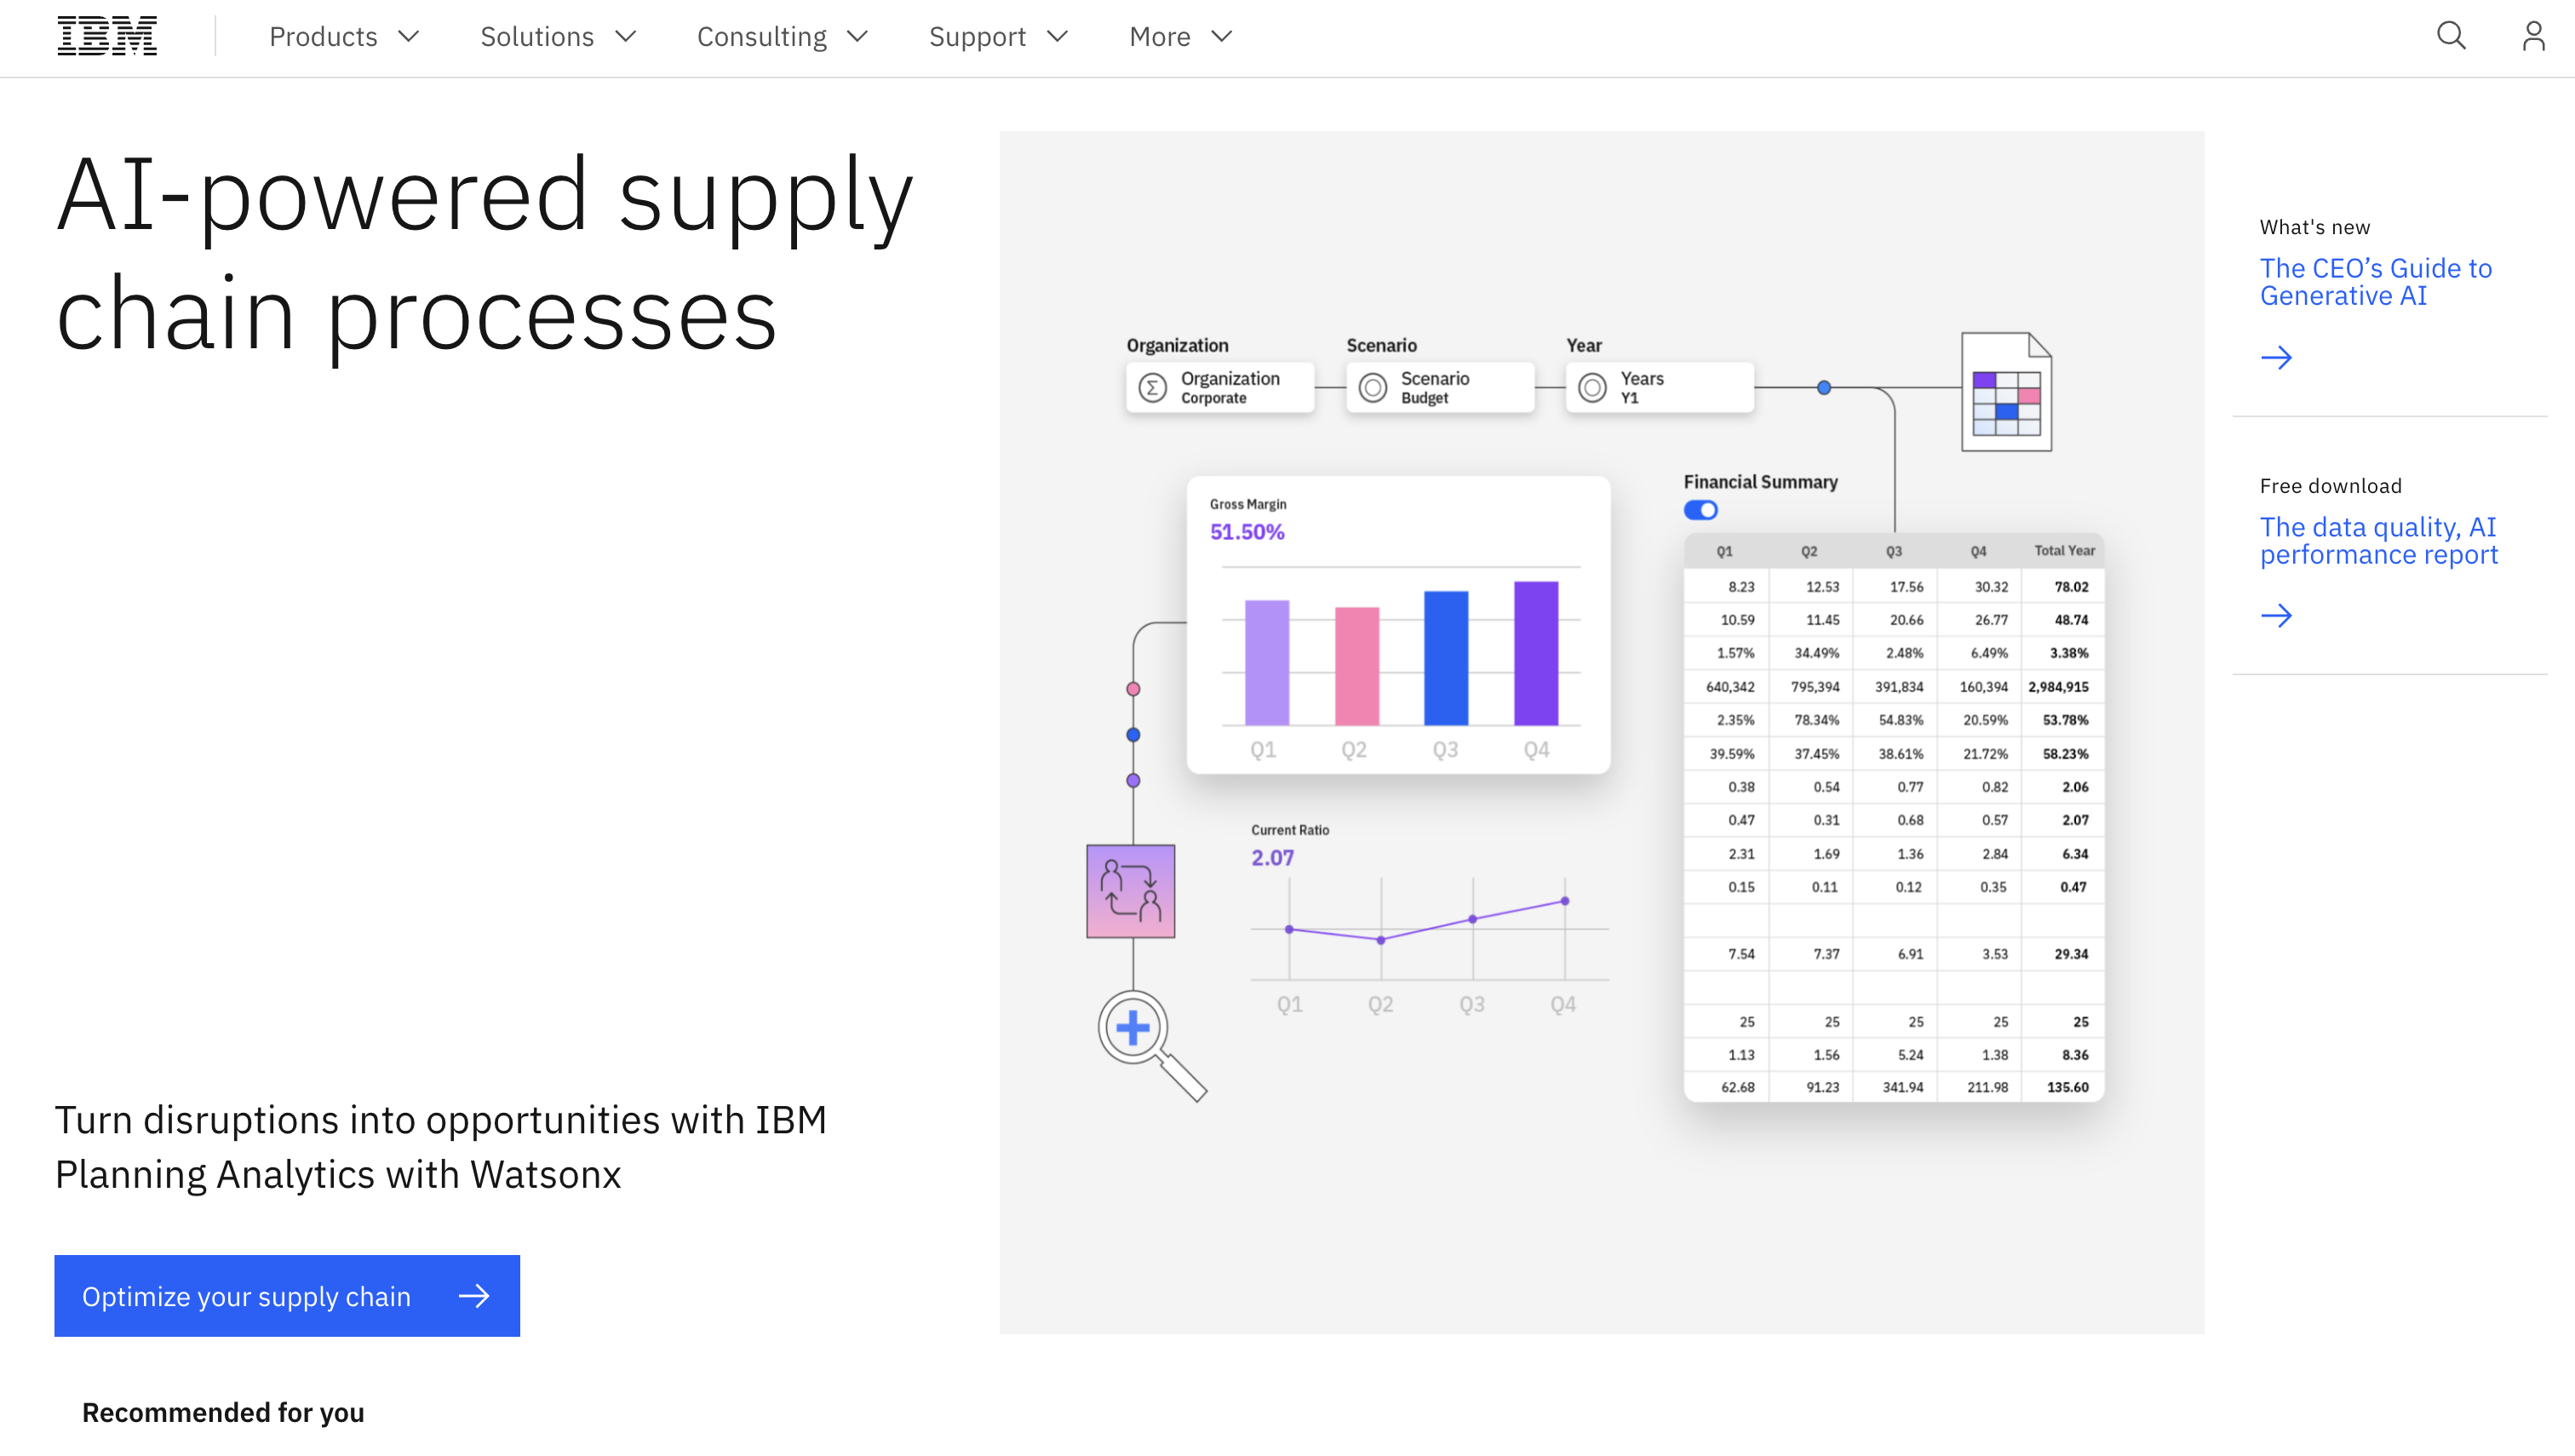 IBM Products Solutions Consulting Support More
AI-powered supply
chain processes
Turn disruptions into opportunities with IBM
Planning Analytics with Watsonx
Optimize your supply chain
Recommended for you
Organization Scenario Year
Organization Scenario Years
Corporate Budget Y1
Gross Margin
51.50%
Q1 Q2 Q3 Q4
Current Ratio
2.07
Q1 Q2 Q3 Q4
Financial Summary
Q1 Q2 Q3 Q4 Total Year
8.23 12.53 17.56 30.32 78.02
10.59 11.45 20.66 26.77 48.74
1.57% 34.49% 2.48% 6.49% 3.38%
640,342 795,394 391,834 160,394 2,984,915
2.35% 78.34% 54.83% 20.59% 53.78%
39.59% 37.45% 38.61% 21.72% 58.23%
0.38 0.54 0.77 0.82 2.06
0.47 0.31 0.68 0.57 2.07
2.31 1.69 1.36 2.84 6.34
0.15 0.11 0.12 0.35 0.47
7.54 7.37 6.91 3.53 29.34
25 25 25 25 25
1.13 1.56 5.24 1.38 8.36
62.68 91.23 341.94 211.98 135.60
What's new
The CEO’s Guide to
Generative AI
Free download
The data quality, AI
performance report